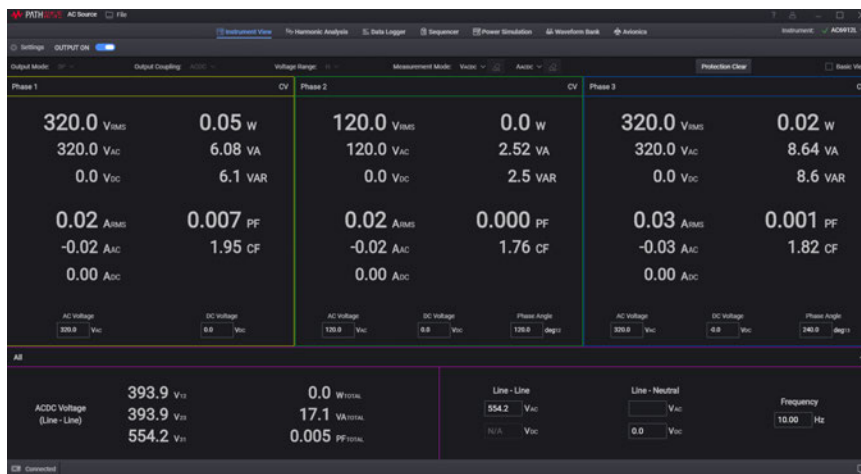 PATHWAVE AC Source File ?
Instrument View Harmonic Analysis Data Logger Sequencer Power Simulation Waveform Bank Avionics Instrument: ✓ AC6912L
Settings OUTPUT ON
Output Mode: Output Coupling: ACDC Voltage Range: Measurement Mode: VACDC AACDC Protection Clear
Phase 1 CV
320.0 VRMS 0.05 W
320.0 VAC 6.08 VA
0.0 VDC 6.1 VAR
0.02 ARMS 0.007 PF
-0.02 AAC 1.95 CF
0.00 ADC
AC Voltage DC Voltage
320.0 VAC 0.0 VDC
Phase 2 CV
120.0 VRMS 0.0 W
120.0 VAC 2.52 VA
0.0 VDC 2.5 VAR
0.02 ARMS 0.000 PF
-0.02 AAC 1.76 CF
0.00 ADC
AC Voltage DC Voltage Phase Angle
120.0 VAC 0.0 VDC 120.0 deg12
Phase 3
320.0 VRMS 0.02 W
320.0 VAC 8.64 VA
0.0 VDC 8.6 VAR
0.03 ARMS 0.001 PF
-0.03 AAC 1.82 CF
0.00 ADC
AC Voltage DC Voltage Phase Angle
320.0 VAC -0.0 VDC 240.0 deg13
All
ACDC Voltage
(Line - Line)
393.9 V12 0.0 WTOTAL
393.9 V23 17.1 VATOTAL
554.2 V31 0.005 PFTOTAL
Line - Line Line - Neutral Frequency
554.2 VAC VAC 10.00 Hz
N/A VDC 0.0 VDC
Connected